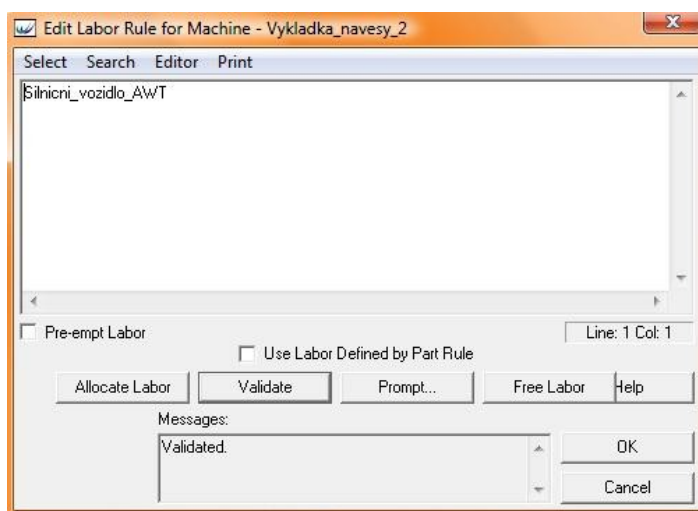 Edit Labor Rule for Machine - Vykladka_navesy_2
Select Search Editor Print
Silnicni_vozidlo_AWT
Pre-empt Labor
Line: 1 Col: 1
Use Labor Defined by Part Rule
Allocate Labor Validate Prompt... Free Labor Help
Messages:
Validated.
OK
Cancel